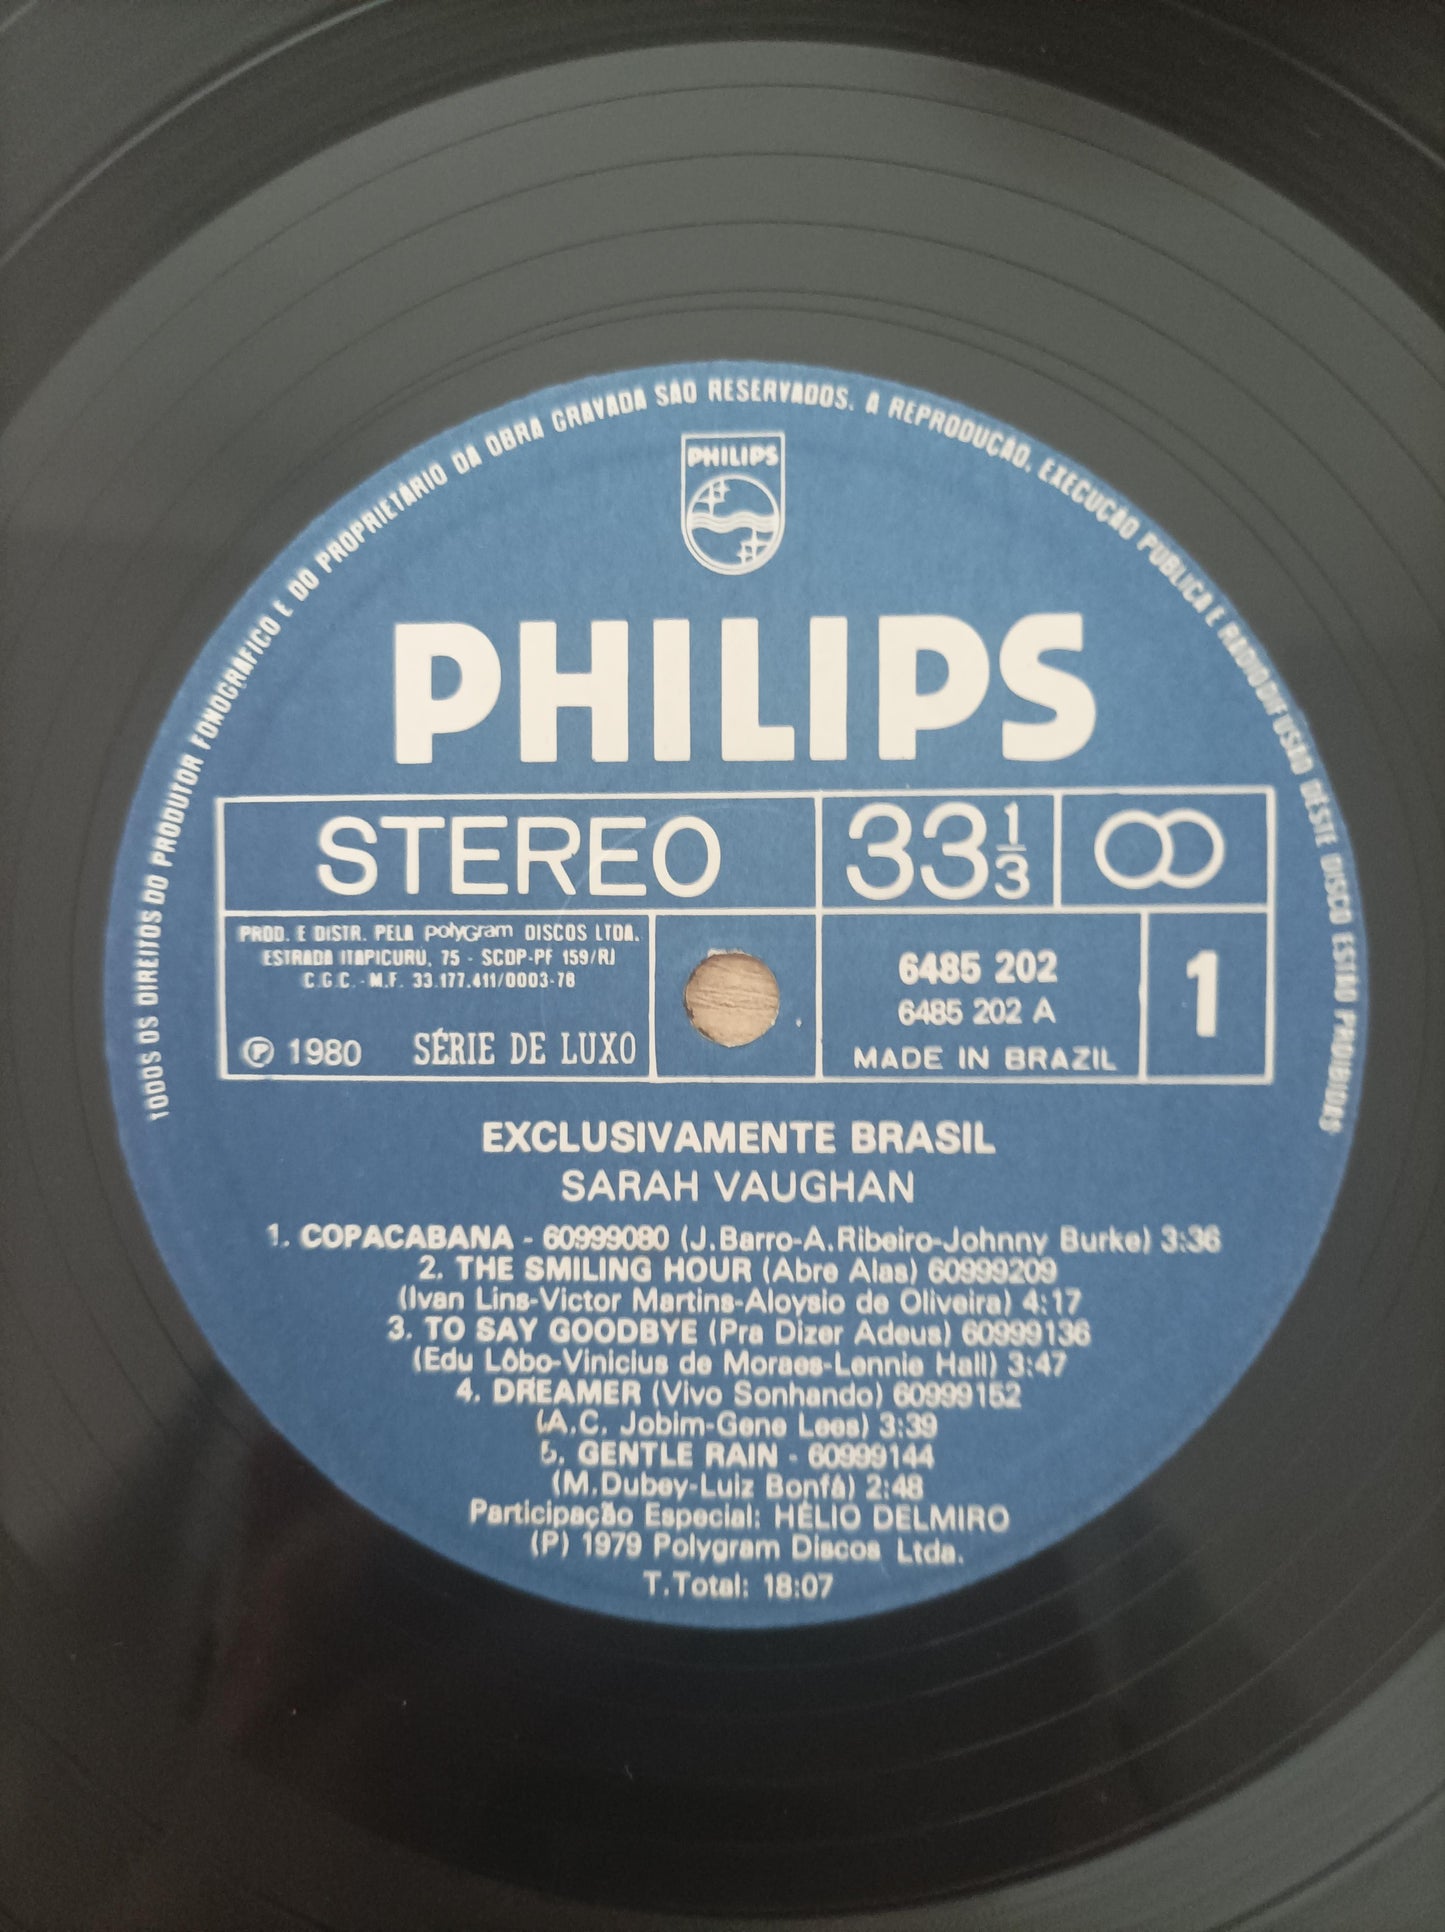 TODOS OS DIREITOS DO PRODUTOR FONOGRÁFICO E DO PROPRIETÁRIO DA OBRA GRAVADA SÃO RESERVADOS. A REPRODUÇÃO, EXECUÇÃO PÚBLICA E RADIODIFUSÃO DESTE DISCO ESTÃO PROIBIDAS
PHILIPS
PHILIPS
STEREO 33 1/3
PROD. E DISTR. PELA polyGram DISCOS LTDA.
ESTRADA ITAPICURÚ, 75 - SCDP-PF 159/RJ
C.G.C. - M.F. 33.177.411/0003-78
℗ 1980 SÉRIE DE LUXO
6485 202
6485 202 A
MADE IN BRAZIL
1
EXCLUSIVAMENTE BRASIL
SARAH VAUGHAN
1. COPACABANA - 60999080 (J.Barro-A.Ribeiro-Johnny Burke) 3:36
2. THE SMILING HOUR (Abre Alas) 60999209
(Ivan Lins-Victor Martins-Aloysio de Oliveira) 4:17
3. TO SAY GOODBYE (Pra Dizer Adeus) 60999136
(Edu Lôbo-Vinicius de Moraes-Lennie Hall) 3:47
4. DREAMER (Vivo Sonhando) 60999152
(A.C. Jobim-Gene Lees) 3:39
5. GENTLE RAIN - 60999144
(M.Dubey-Luiz Bonfá) 2:48
Participação Especial: HÉLIO DELMIRO
(P) 1979 Polygram Discos Ltda.
T.Total: 18:07